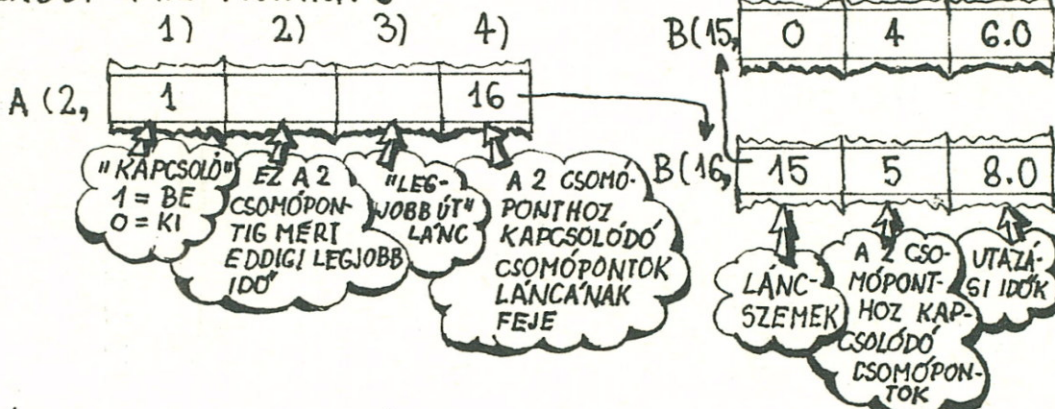 1) 2) 3) 4)
A (2, 1 16
"KAPCSOLÓ"
1 = BE
0 = KI
EZ A 2
CSOMÓPON-
TIG MÉRT
EDDIGI LEGJOBB
IDŐ"
"LEG-
JOBB ÚT"
LÁNC
A 2 CSOMÓ-
PONTHOZ
KAPCSOLÓDÓ
CSOMÓPONTOK
LÁNCÁNAK
FEJE
B(15, 0 4 6.0
B(16, 15 5 8.0
LÁNC-
SZEMEK
A 2 CSO-
MÓPONT-
HOZ KAP-
CSOLÓDÓ
CSOMÓPON-
TOK
UTAZÁ-
SI IDŐK